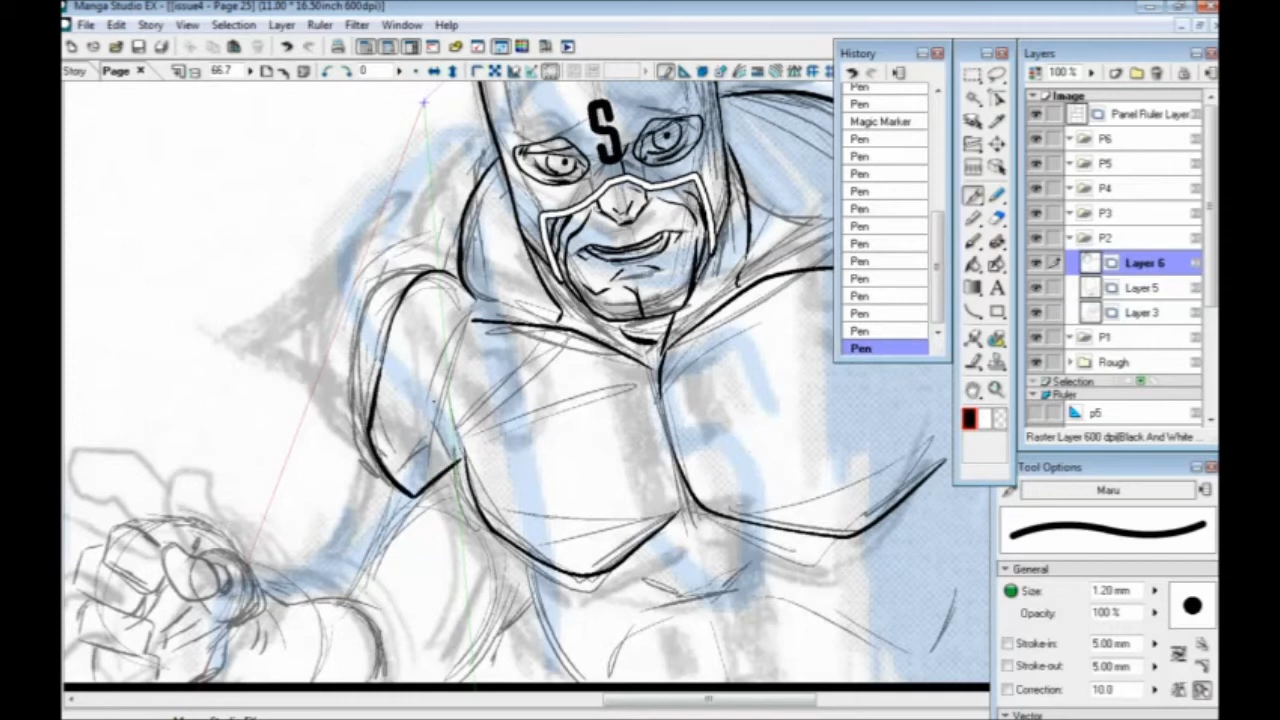 Manga Studio EX - [[issue4 - Page 25] (11.00 * 16.50inch 600dpi)]
File Edit Story View Selection Layer Ruler Filter Window Help
Story Page 66.7 0
S
History
Pen
Pen
Magic Marker
Pen
Pen
Pen
Pen
Pen
Pen
Pen
Pen
Pen
Pen
Pen
Pen
Pen
Layers
100 %
Image
Panel Ruler Layer
P6
P5
P4
P3
P2
Layer 6
Layer 5
Layer 3
P1
Rough
Selection
Ruler
p5
Raster Layer 600 dpi(Black And White ...
Tool Options
Maru
General
Size: 1.20 mm
Opacity: 100 %
Stroke-in: 5.00 mm
Stroke-out: 5.00 mm
Correction: 10.0
Vector
Manga Studio EX